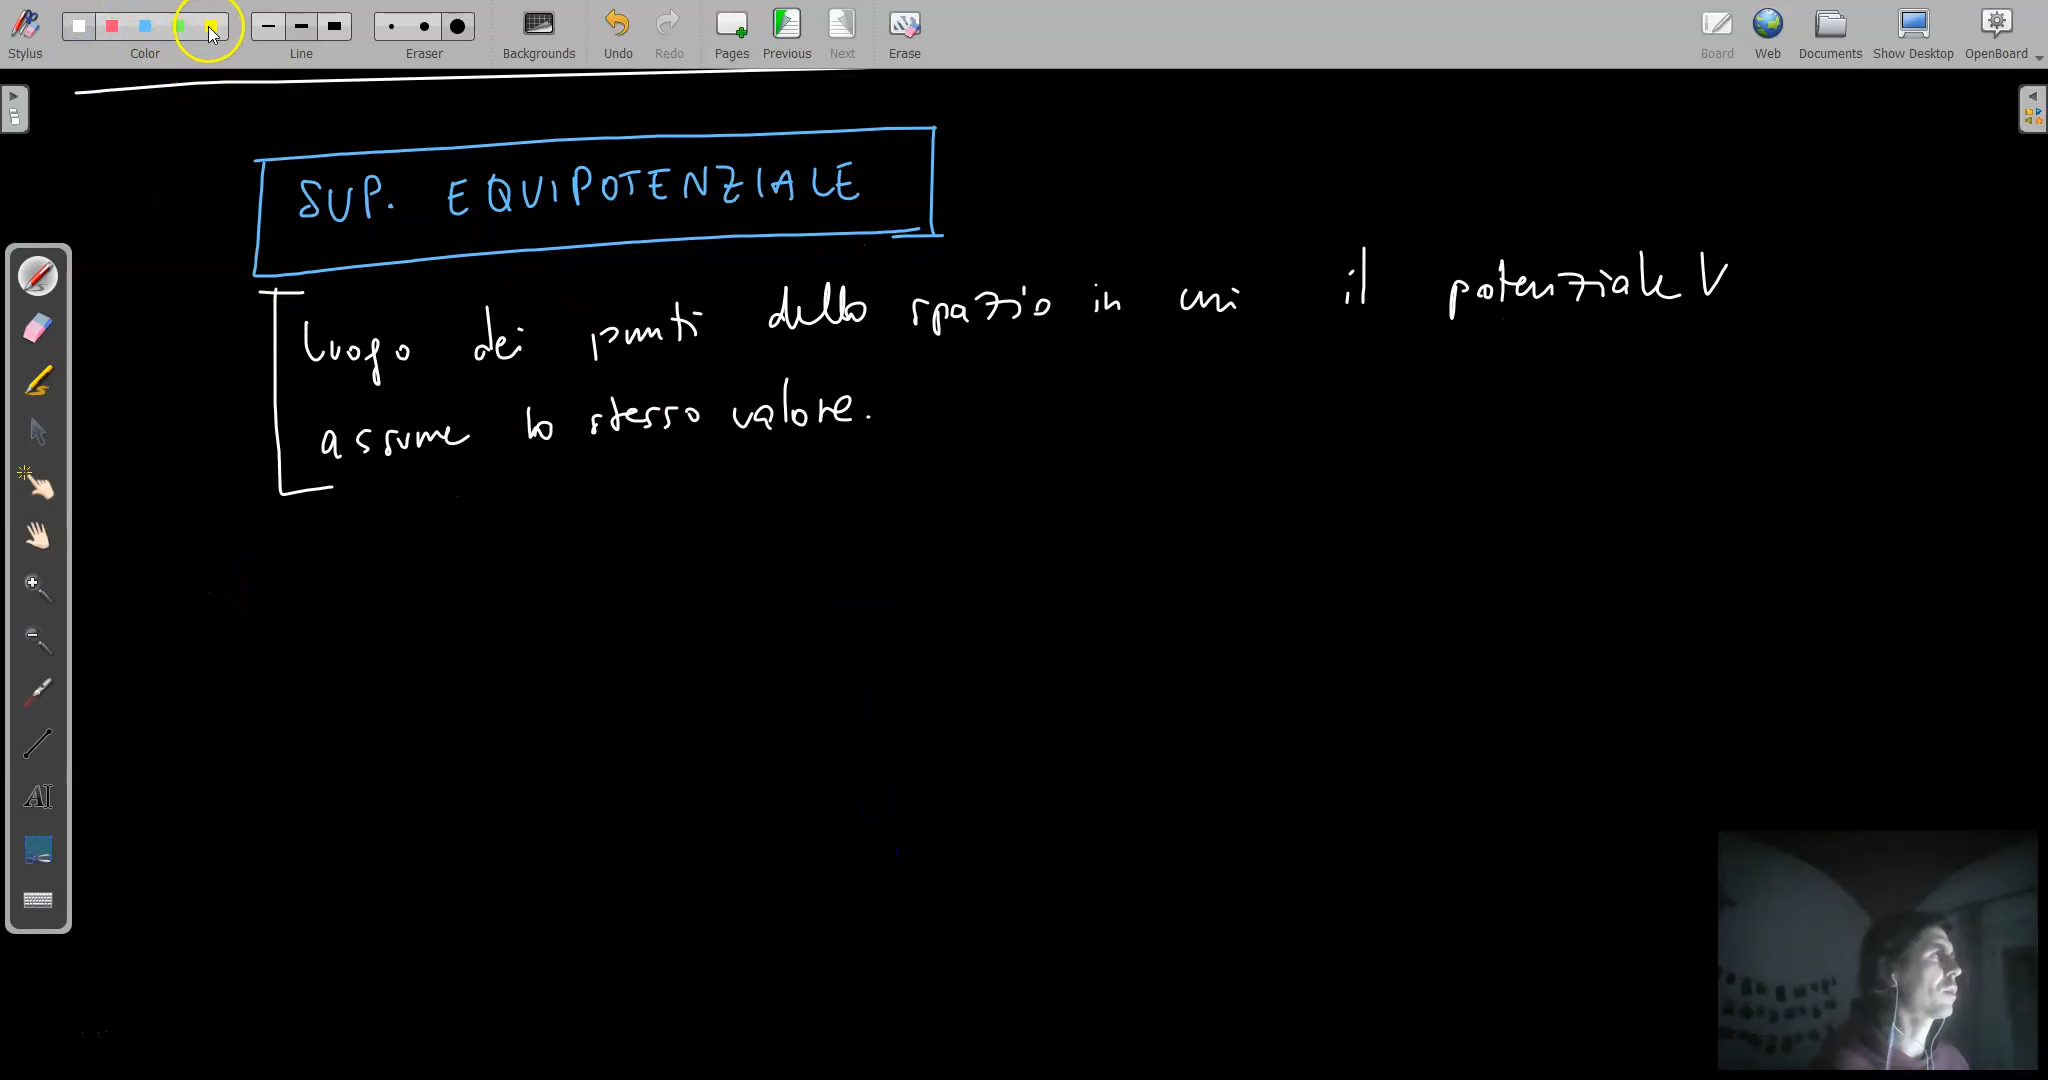 Stylus Color Line Eraser Backgrounds Undo Redo Pages Previous Next Erase Board Web Documents Show Desktop OpenBoard
SUP. EQUIPOTENZIALE
luogo dei punti dello spazio in cui il potenziale V
assume lo stesso valore.
AI